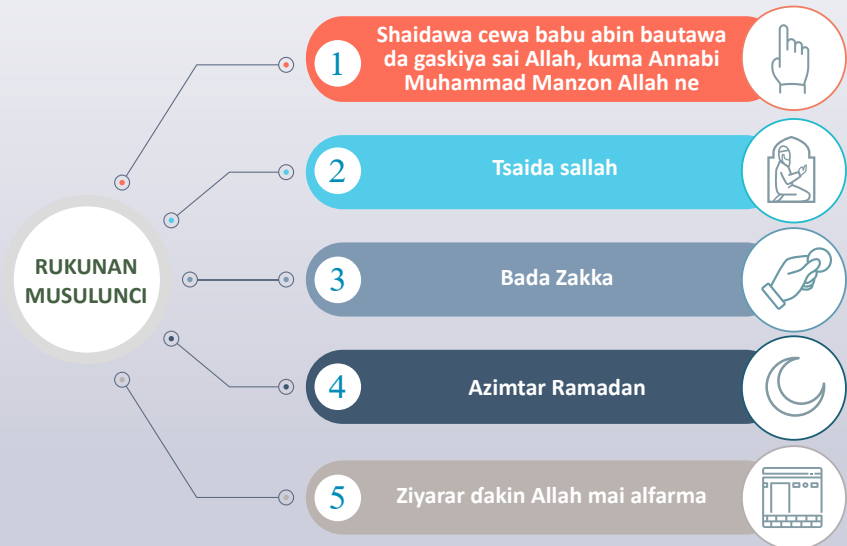 RUKUNAN
MUSULUNCI
1
Shaidawa cewa babu abin bautawa
da gaskiya sai Allah, kuma Annabi
Muhammad Manzon Allah ne
2
Tsaida sallah
3
Bada Zakka
4
Azimtar Ramadan
5
Ziyarar ɗakin Allah mai alfarma